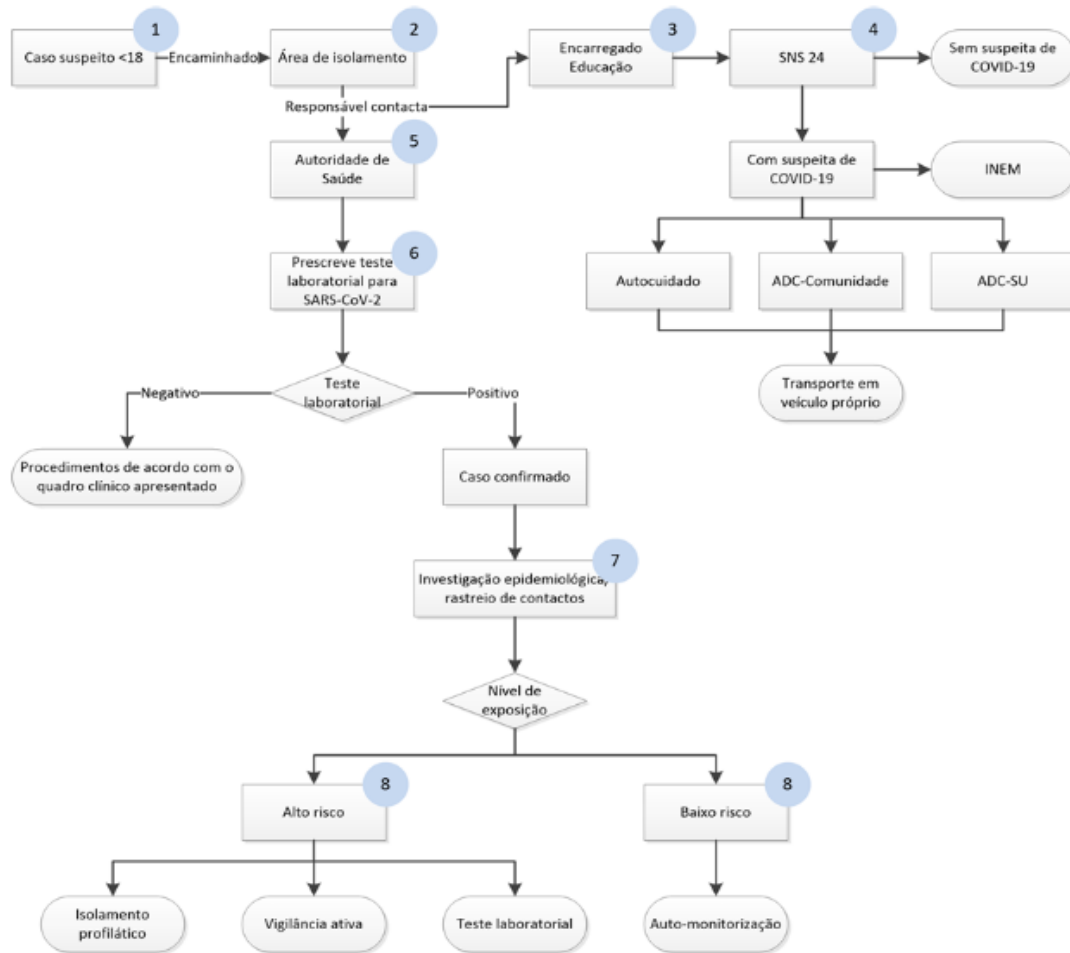 1
Caso suspeito <18
Encaminhado
2
Área de isolamento
3
Encarregado
Educação
4
SNS 24
Sem suspeita de
COVID-19
Responsável contacta
5
Autoridade de
Saúde
Com suspeita de
COVID-19
INEM
6
Prescreve teste
laboratorial para
SARS-CoV-2
Autocuidado
ADC-Comunidade
ADC-SU
Teste
laboratorial
Negativo
Positivo
Transporte em
veículo próprio
Procedimentos de acordo com o
quadro clínico apresentado
Caso confirmado
7
Investigação epidemiológica/
rastreio de contactos
Nível de
exposição
8
Alto risco
8
Baixo risco
Isolamento
profilático
Vigilância ativa
Teste laboratorial
Auto-monitorização